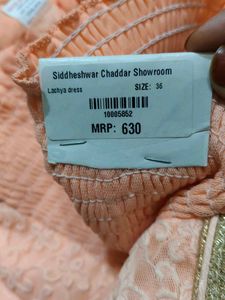 Siddheshwar Chaddar Showroom
Lachya dress SIZE: 36
10005852
MRP: 630